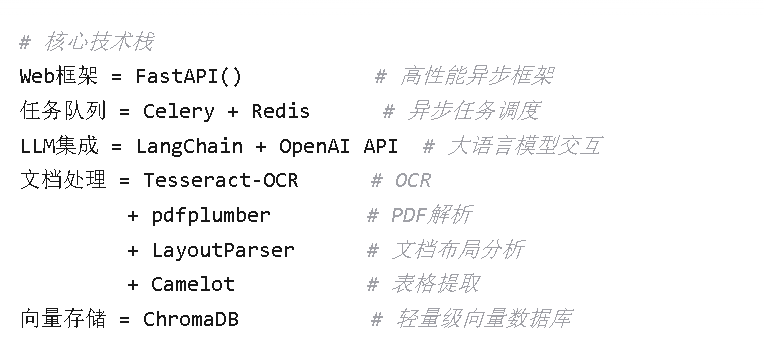 # 核心技术栈
Web框架 = FastAPI() # 高性能异步框架
任务队列 = Celery + Redis # 异步任务调度
LLM集成 = LangChain + OpenAI API # 大语言模型交互
文档处理 = Tesseract-OCR # OCR
+ pdfplumber # PDF解析
+ LayoutParser # 文档布局分析
+ Camelot # 表格提取
向量存储 = ChromaDB # 轻量级向量数据库